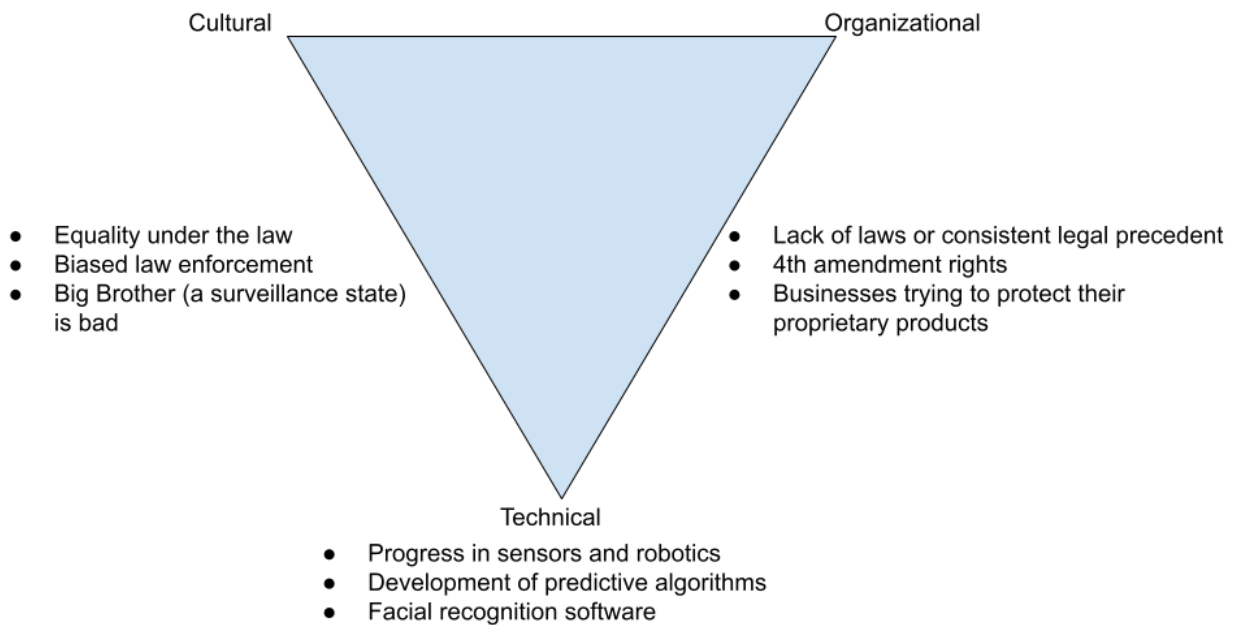 Cultural
Organizational
● Equality under the law
● Biased law enforcement
● Big Brother (a surveillance state)
is bad
● Lack of laws or consistent legal precedent
● 4th amendment rights
● Businesses trying to protect their
proprietary products
Technical
● Progress in sensors and robotics
● Development of predictive algorithms
● Facial recognition software